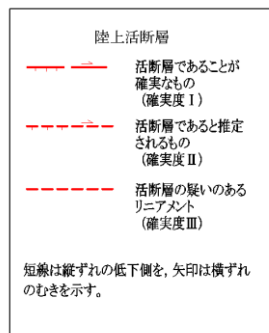 陸上活断層
活断層であることが
確実なもの
（確実度Ⅰ）
活断層であると推定
されるもの
（確実度Ⅱ）
活断層の疑いのある
リニアメント
（確実度Ⅲ）
短線は縦ずれの低下側を，矢印は横ずれ
のむきを示す。